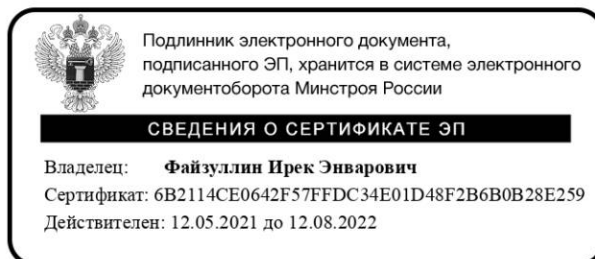 Подлинник электронного документа,
подписанного ЭП, хранится в системе электронного
документоборота Минстроя России
СВЕДЕНИЯ О СЕРТИФИКАТЕ ЭП
Владелец: Файзуллин Ирек Энварович
Сертификат: 6B2114CE0642F57FFDC34E01D48F2B6B0B28E259
Действителен: 12.05.2021 до 12.08.2022